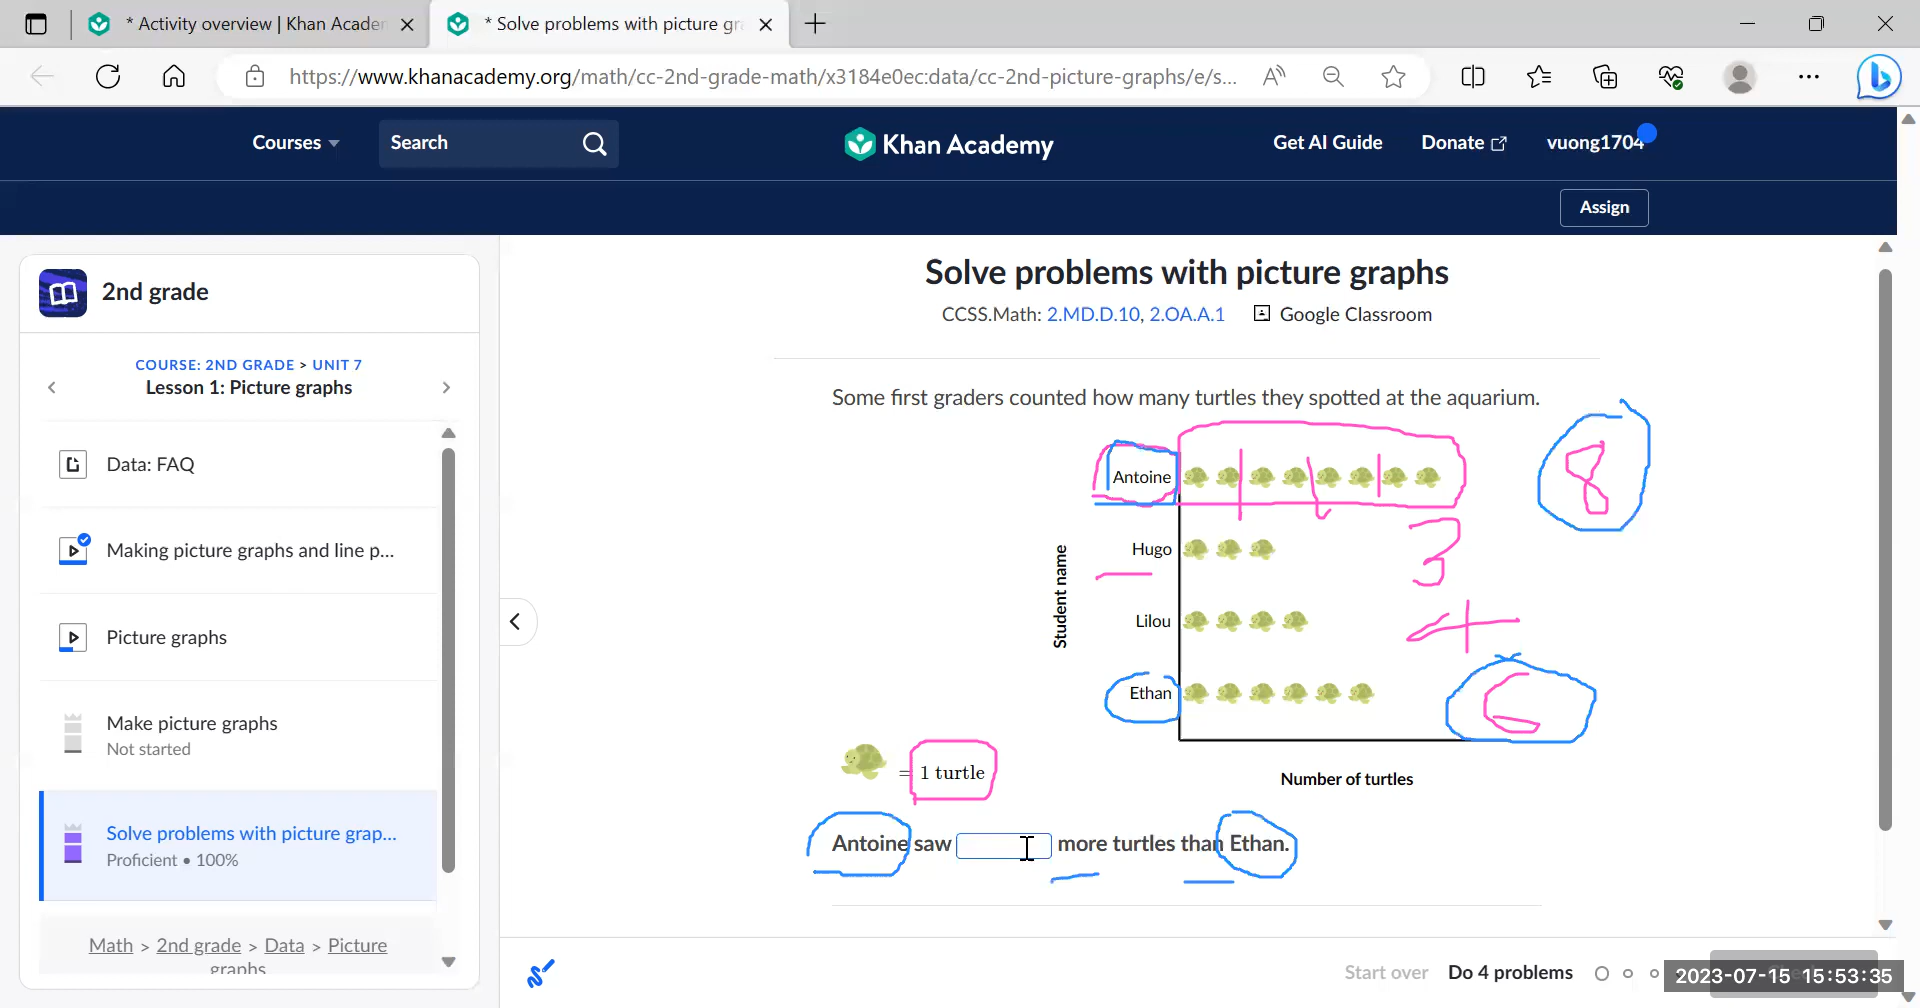 * Activity overview | Khan Acade
* Solve problems with picture gr
https://www.khanacademy.org/math/cc-2nd-grade-math/x3184e0ec:data/cc-2nd-picture-graphs/e/s...
Courses
Search
Khan Academy
Get AI Guide
Donate
vuong1704
Assign
2nd grade
COURSE: 2ND GRADE > UNIT 7
Lesson 1: Picture graphs
Data: FAQ
Making picture graphs and line p...
Picture graphs
Make picture graphs
Not started
Solve problems with picture grap...
Proficient • 100%
Math > 2nd grade > Data > Picture
graphs
Solve problems with picture graphs
CCSS.Math: 2.MD.D.10, 2.OA.A.1 Google Classroom
Some first graders counted how many turtles they spotted at the aquarium.
Student name
Antoine 8
Hugo 3
Lilou 4
Ethan 6
Number of turtles
= 1 turtle
Antoine saw more turtles than Ethan.
Start over Do 4 problems
2023-07-15 15:53:35